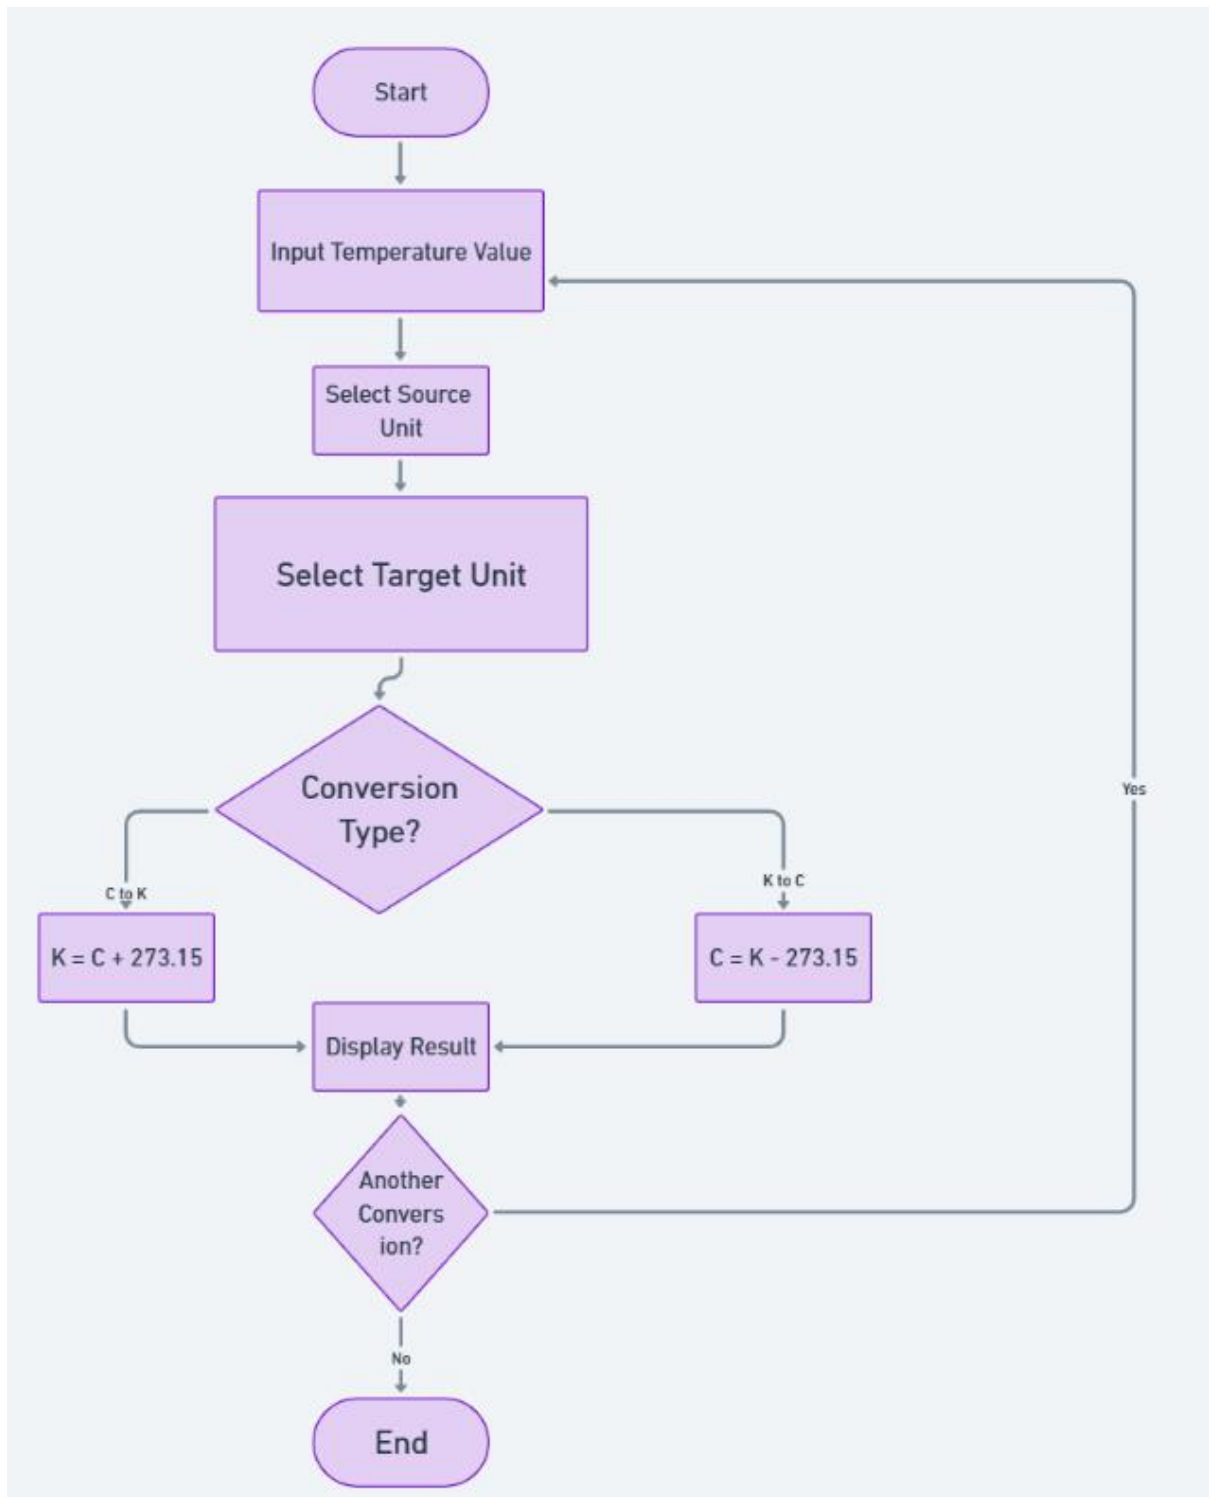 Start
Input Temperature Value
Select Source
Unit
Select Target Unit
Conversion
Type?
C to K
K to C
K = C + 273.15
C = K - 273.15
Display Result
Another
Convers
ion?
Yes
No
End